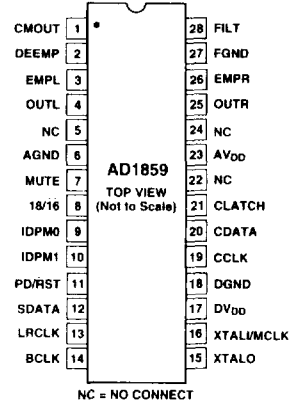 CMOUT 1 28 FILT
DEEMP 2 27 FGND
EMPL 3 26 EMPR
OUTL 4 25 OUTR
NC 5 24 NC
AGND 6 23 AVDD
MUTE 7 22 NC
18/16 8 21 CLATCH
IDPM0 9 20 CDATA
IDPM1 10 19 CCLK
PD/RST 11 18 DGND
SDATA 12 17 DVDD
LRCLK 13 16 XTALI/MCLK
BCLK 14 15 XTALO
AD1859
TOP VIEW
(Not to Scale)
NC = NO CONNECT